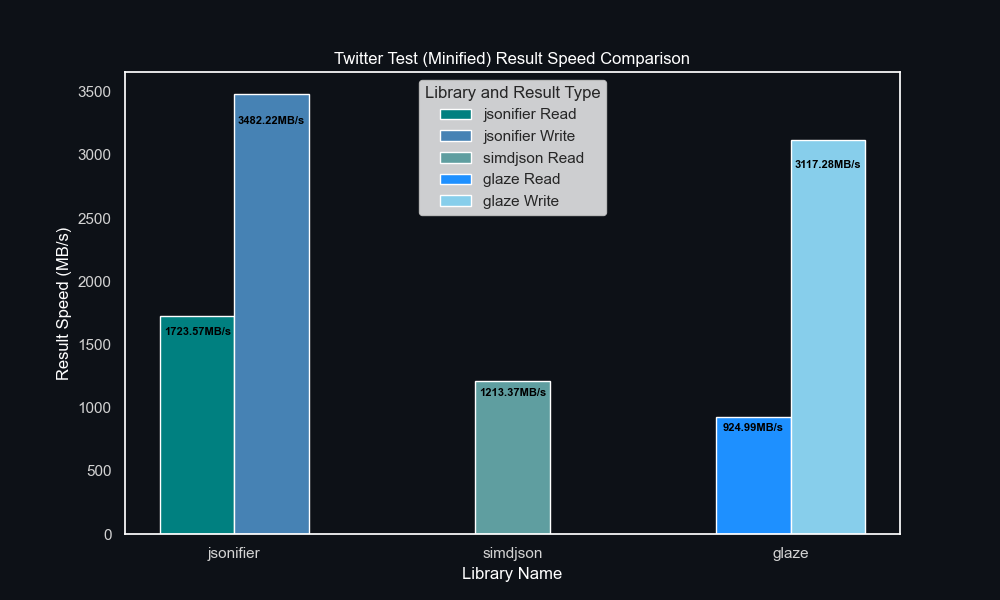 Twitter Test (Minified) Result Speed Comparison
Library and Result Type
jsonifier Read
jsonifier Write
simdjson Read
glaze Read
glaze Write
Result Speed (MB/s)
3500
3000
2500
2000
1500
1000
500
0
3482.22MB/s
3117.28MB/s
1723.57MB/s
1213.37MB/s
924.99MB/s
jsonifier
simdjson
glaze
Library Name